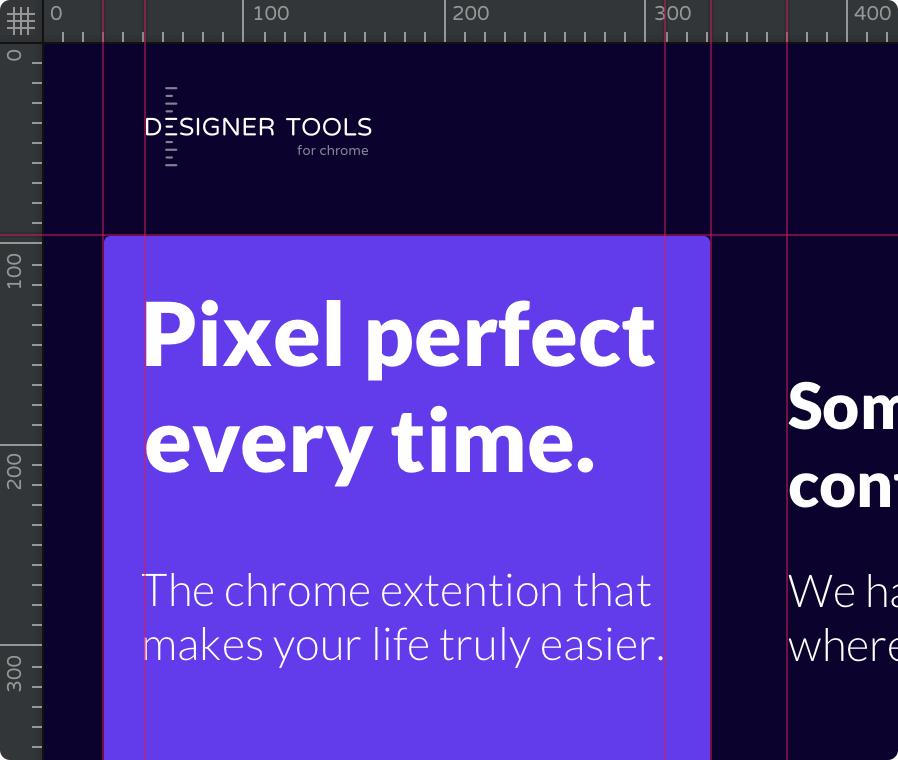 0 100 200 300 400
0
DESIGNER TOOLS
for chrome
100
Pixel perfect
every time.
Som
200
cont
The chrome extention that
makes your life truly easier.
We ha
where
300